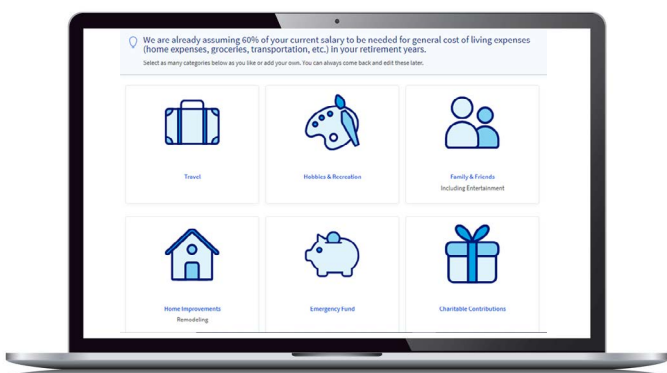 We are already assuming 60% of your current salary to be needed for general cost of living expenses
(home expenses, groceries, transportation, etc.) in your retirement years.
Select as many categories below as you like or add your own. You can always come back and edit these later.
Travel
Hobbies & Recreation
Family & Friends
Including Entertainment
Home Improvements
Remodeling
Emergency Fund
Charitable Contributions